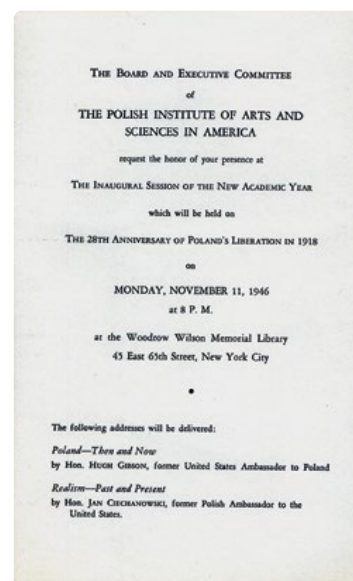 THE BOARD AND EXECUTIVE COMMITTEE
of
THE POLISH INSTITUTE OF ARTS AND
SCIENCES IN AMERICA
request the honor of your presence at
THE INAUGURAL SESSION OF THE NEW ACADEMIC YEAR
which will be held on
THE 28TH ANNIVERSARY OF POLAND'S LIBERATION IN 1918
on
MONDAY, NOVEMBER 11, 1946
at 8 P. M.
at the Woodrow Wilson Memorial Library
45 East 65th Street, New York City
•
The following addresses will be delivered:
Poland—Then and Now
by Hon. HUGH GIBSON, former United States Ambassador to Poland
Realism—Past and Present
by Hon. JAN CIECHANOWSKI, former Polish Ambassador to the
United States.